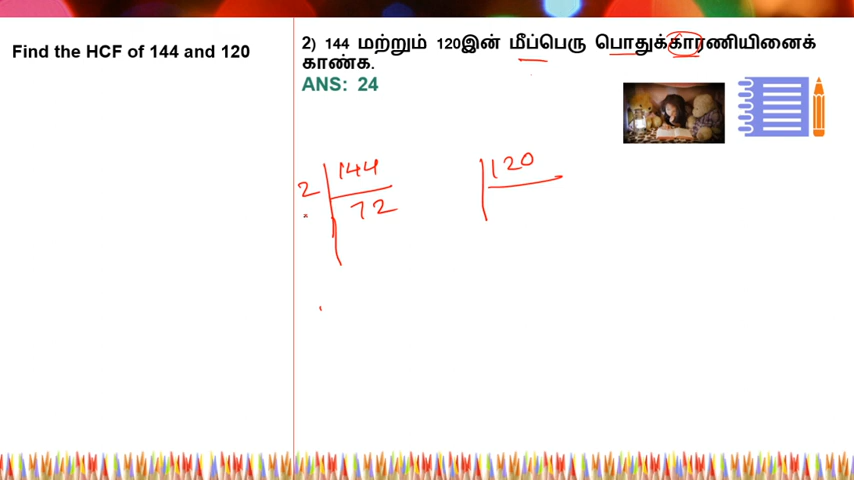 Find the HCF of 144 and 120
2) 144 மற்றும் 120இன் மீப்பெரு பொதுக்காரணியினைக்
காண்க.
ANS: 24
144
2
72
120